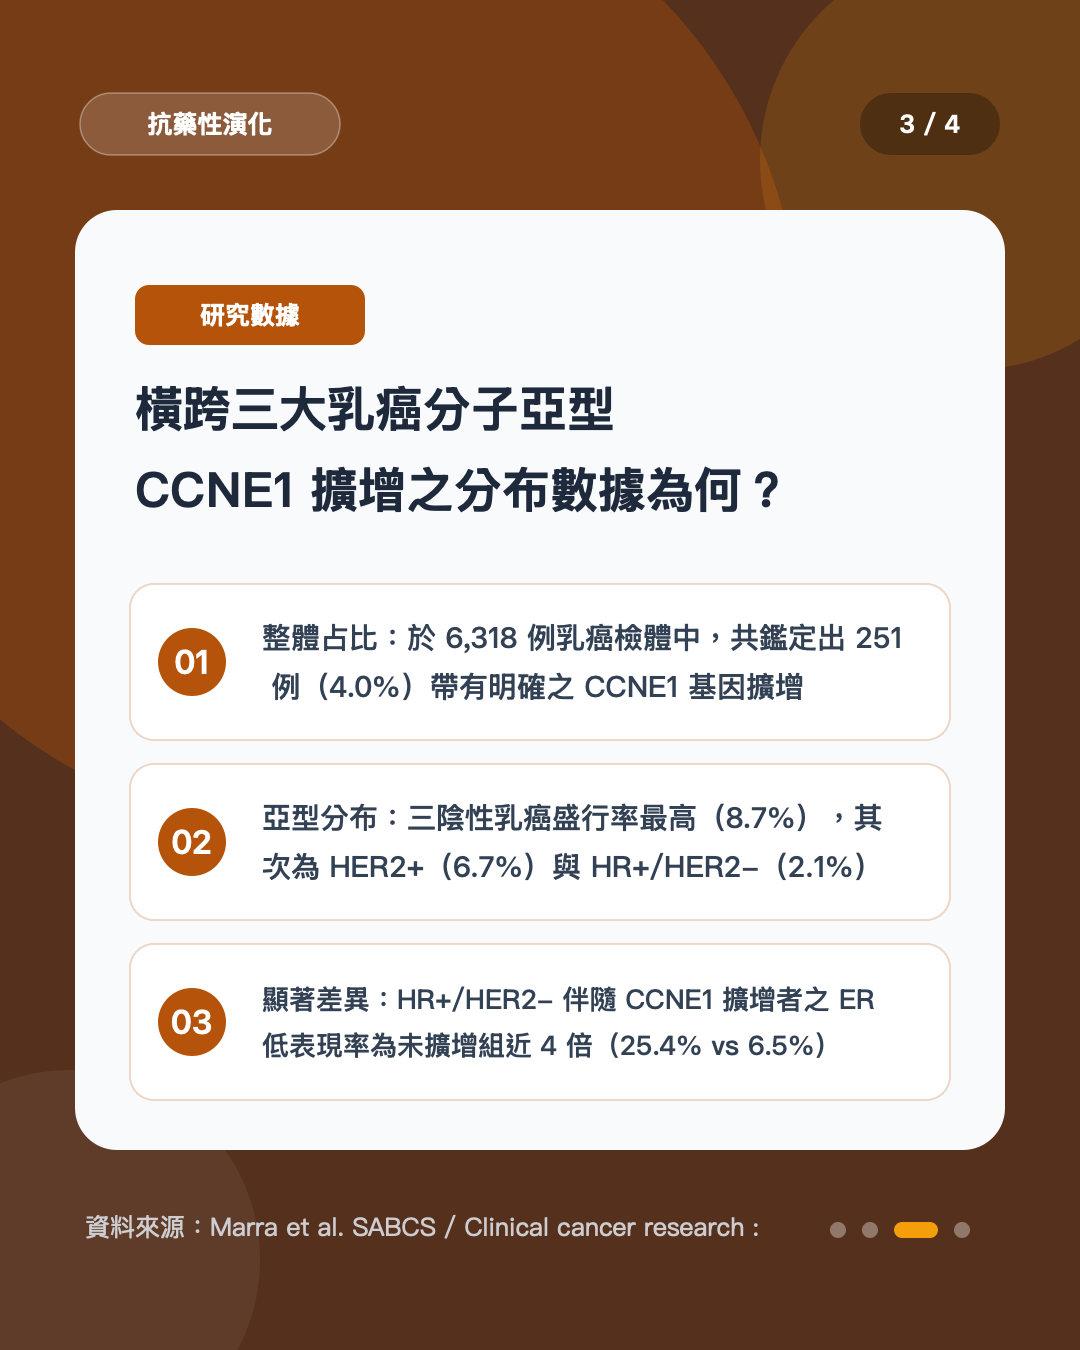 抗藥性演化
3 / 4
研究數據
橫跨三大乳癌分子亞型
CCNE1 擴增之分布數據為何？
01
整體占比：於 6,318 例乳癌檢體中，共鑑定出 251
例（4.0%）帶有明確之 CCNE1 基因擴增
02
亞型分布：三陰性乳癌盛行率最高（8.7%），其
次為 HER2+（6.7%）與 HR+/HER2–（2.1%）
03
顯著差異：HR+/HER2– 伴隨 CCNE1 擴增者之 ER
低表現率為未擴增組近 4 倍（25.4% vs 6.5%）
資料來源：Marra et al. SABCS / Clinical cancer research :